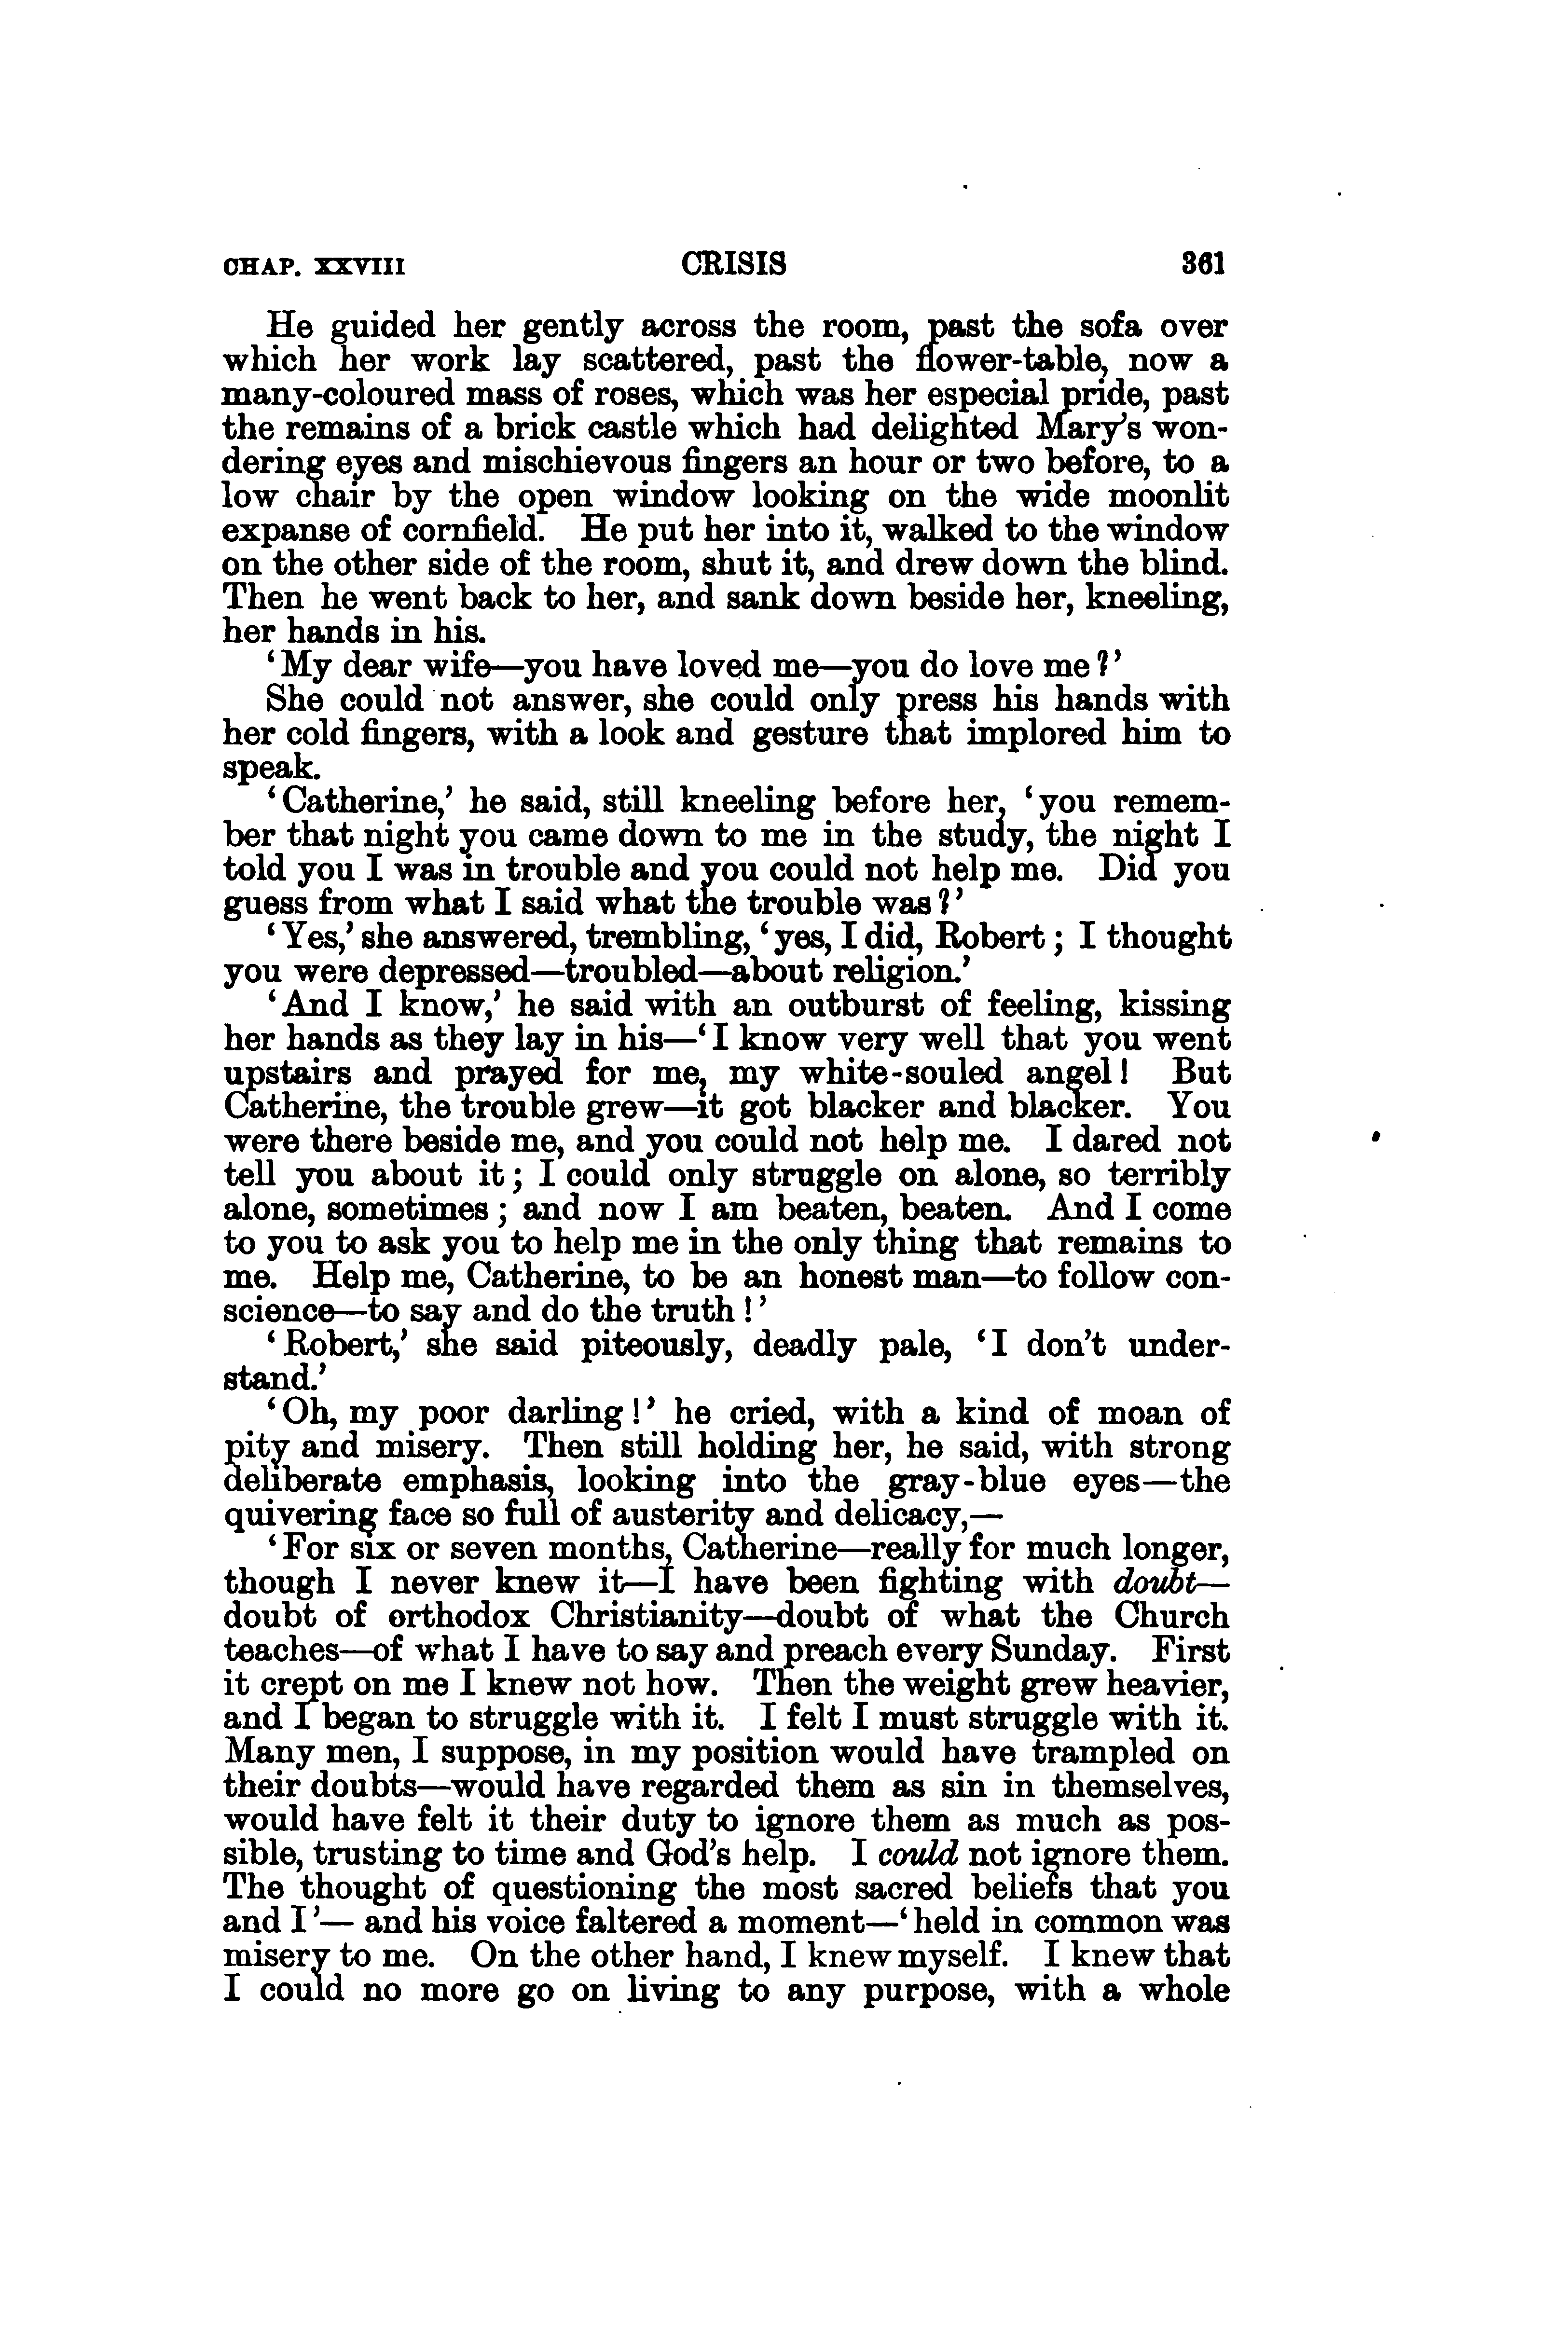 CHAP. XXVIII CRISIS 361
He guided her gently across the room, past the sofa over
which her work lay scattered, past the flower-table, now a
many-coloured mass of roses, which was her especial pride, past
the remains of a brick castle which had delighted Mary's won-
dering eyes and mischievous fingers an hour or two before, to a
low chair by the open window looking on the wide moonlit
expanse of cornfield. He put her into it, walked to the window
on the other side of the room, shut it, and drew down the blind.
Then he went back to her, and sank down beside her, kneeling,
her hands in his.
‘My dear wife—you have loved me—you do love me?’
She could not answer, she could only press his hands with
her cold fingers, with a look and gesture that implored him to
speak.
‘Catherine,’ he said, still kneeling before her, ‘you remem-
ber that night you came down to me in the study, the night I
told you I was in trouble and you could not help me. Did you
guess from what I said what the trouble was?’
‘Yes,’ she answered, trembling, ‘yes, I did, Robert; I thought
you were depressed—troubled—about religion.’
‘And I know,’ he said with an outburst of feeling, kissing
her hands as they lay in his—‘I know very well that you went
upstairs and prayed for me, my white-souled angel! But
Catherine, the trouble grew—it got blacker and blacker. You
were there beside me, and you could not help me. I dared not
tell you about it; I could only struggle on alone, so terribly
alone, sometimes; and now I am beaten, beaten. And I come
to you to ask you to help me in the only thing that remains to
me. Help me, Catherine, to be an honest man—to follow con-
science—to say and do the truth!’
‘Robert,’ she said piteously, deadly pale, ‘I don't under-
stand.’
‘Oh, my poor darling!’ he cried, with a kind of moan of
pity and misery. Then still holding her, he said, with strong
deliberate emphasis, looking into the gray-blue eyes—the
quivering face so full of austerity and delicacy,—
‘For six or seven months, Catherine—really for much longer,
though I never knew it—I have been fighting with doubt—
doubt of orthodox Christianity—doubt of what the Church
teaches—of what I have to say and preach every Sunday. First
it crept on me I knew not how. Then the weight grew heavier,
and I began to struggle with it. I felt I must struggle with it.
Many men, I suppose, in my position would have trampled on
their doubts—would have regarded them as sin in themselves,
would have felt it their duty to ignore them as much as pos-
sible, trusting to time and God's help. I could not ignore them.
The thought of questioning the most sacred beliefs that you
and I’— and his voice faltered a moment—‘held in common was
misery to me. On the other hand, I knew myself. I knew that
I could no more go on living to any purpose, with a whole